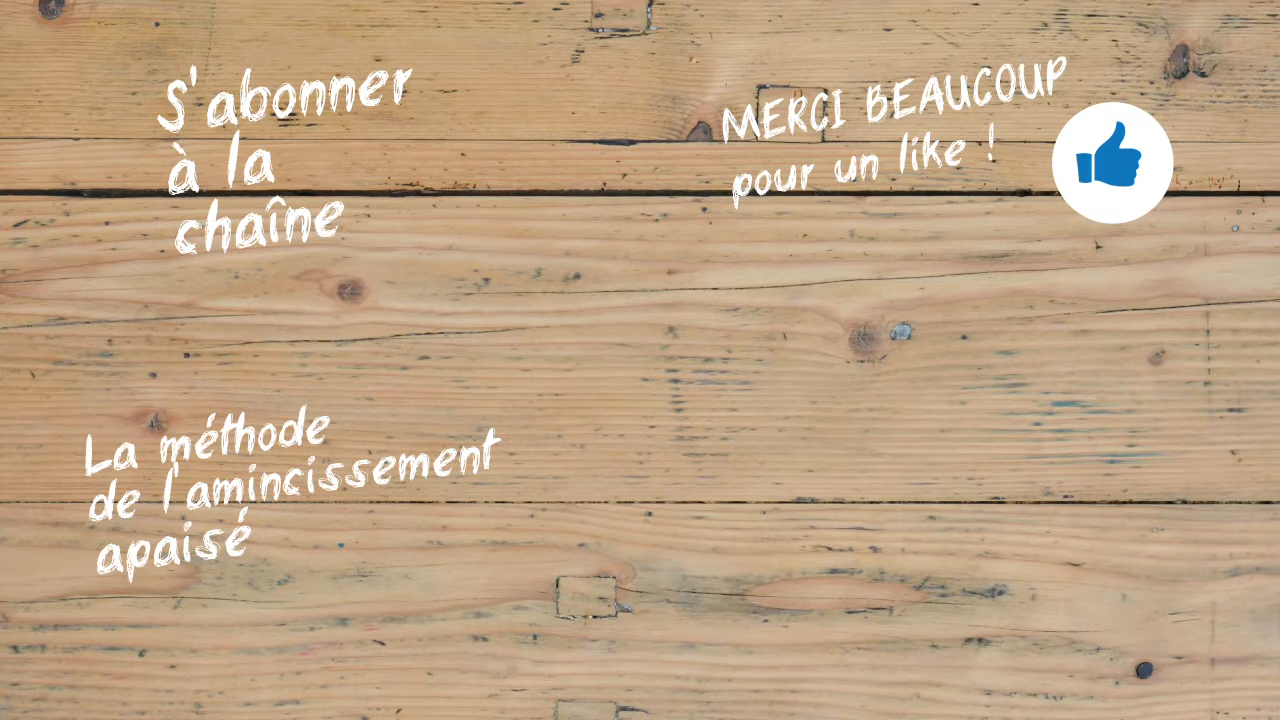 S'abonner
à la
chaîne
MERCI BEAUCOUP
pour un like !
La méthode
de l'amincissement
apaisé